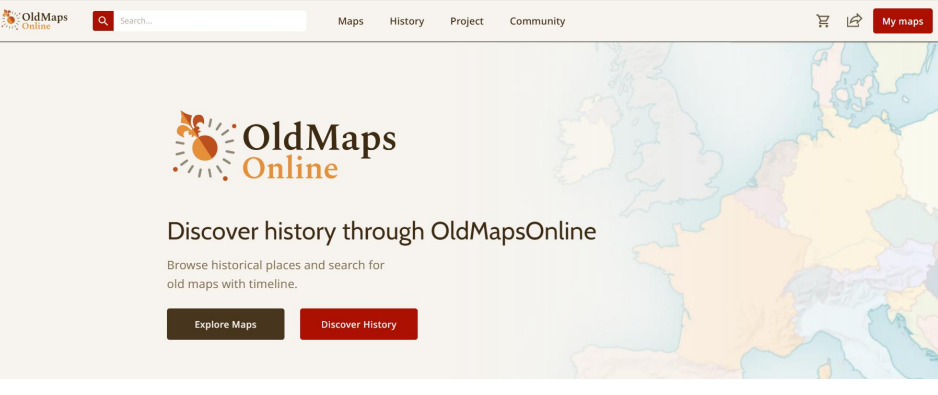 OldMaps
Online
Search...
Maps
History
Project
Community
My maps
OldMaps
Online
Discover history through OldMapsOnline
Browse historical places and search for
old maps with timeline.
Explore Maps
Discover History